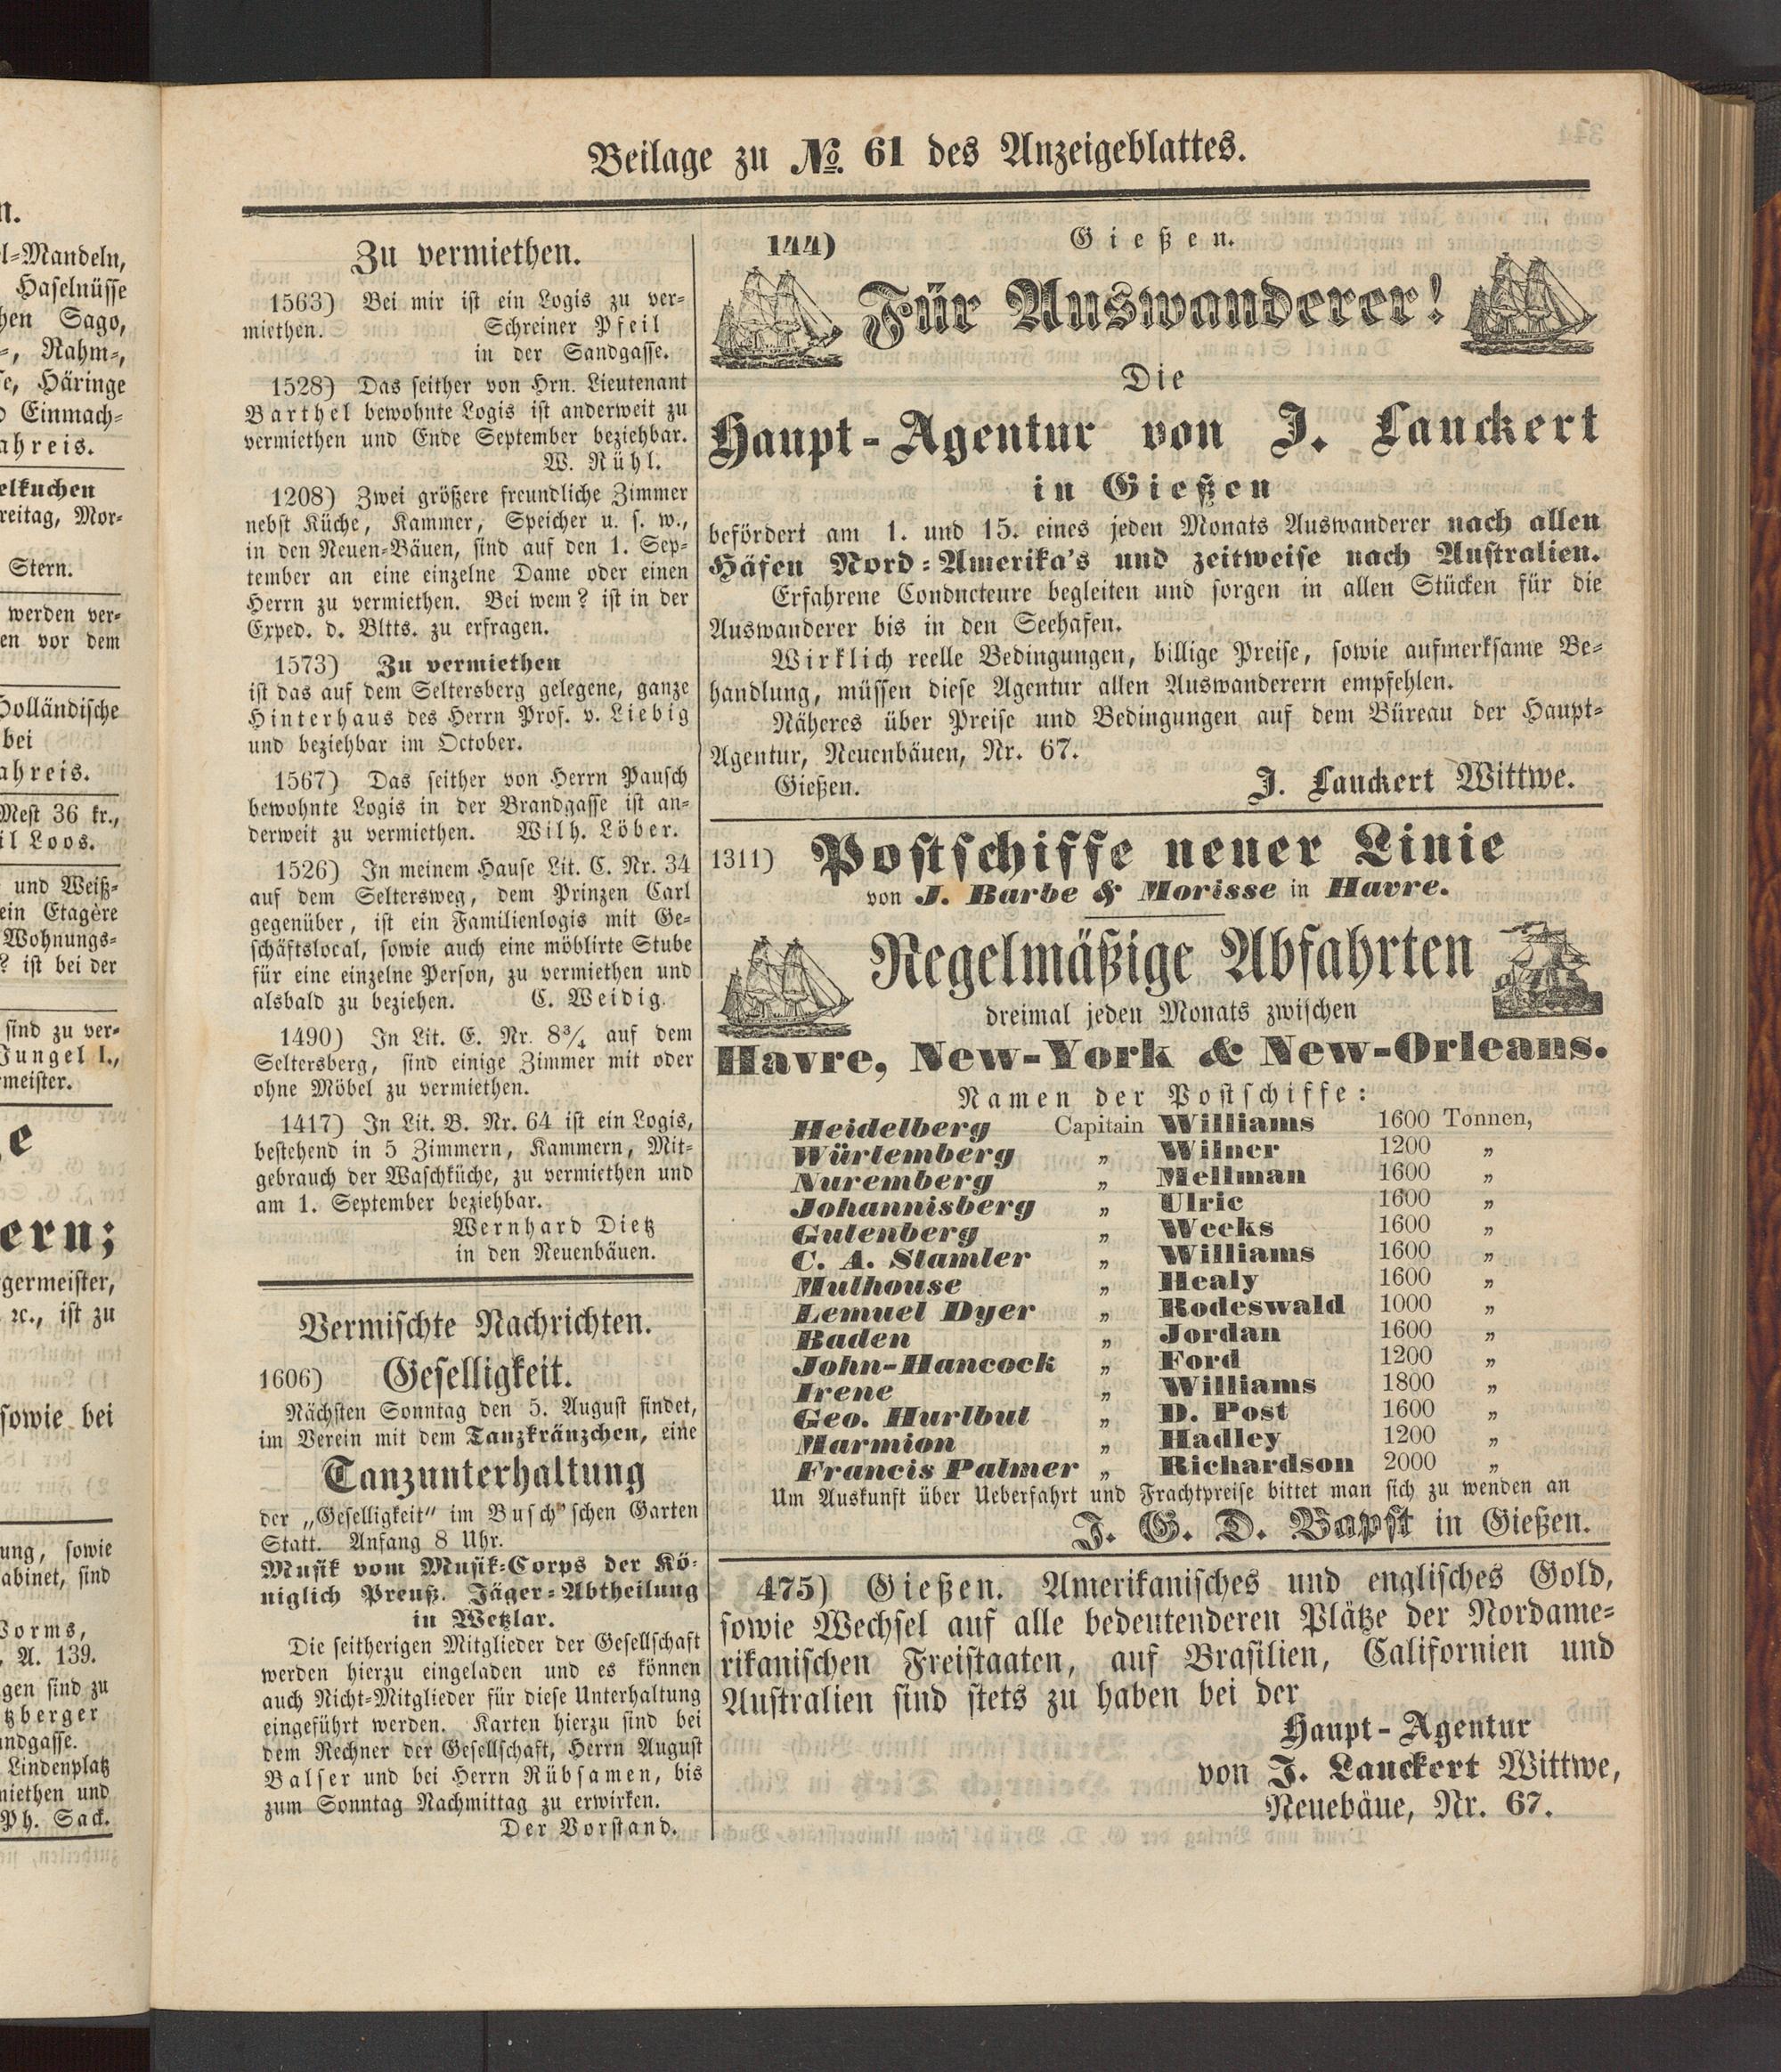 Beilage zu № 61 des Anzeigeblattes.
Zu vermiethen.
1563) Bei mir ist ein Logis zu ver-
miethen. Schreiner Pfeil
in der Sandgasse.
1528) Das seither von Hrn. Lieutenant
Barthel bewohnte Logis ist anderweit zu
vermiethen und Ende September beziehbar.
W. Rühl.
1208) Zwei größere freundliche Zimmer
nebst Küche, Kammer, Speicher u. s. w.,
in den Neuen-Bäuen, sind auf den 1. Sep-
tember an eine einzelne Dame oder einen
Herrn zu vermiethen. Bei wem? ist in der
Exped. d. Bltts. zu erfragen.
1573) Zu vermiethen
ist das auf dem Seltersberg gelegene, ganze
Hinterhaus des Herrn Prof. v. Liebig
und beziehbar im October.
1567) Das seither von Herrn Pausch
bewohnte Logis in der Brandgasse ist an-
derweit zu vermiethen. Wilh. Löber.
1526) In meinem Hause Lit. C. Nr. 34
auf dem Seltersweg, dem Prinzen Carl
gegenüber, ist ein Familienlogis mit Ge-
schäftslocal, sowie auch eine möblirte Stube
für eine einzelne Person, zu vermiethen und
alsbald zu beziehen. C. Weidig.
1490) In Lit. E. Nr. 8¾ auf dem
Seltersberg, sind einige Zimmer mit oder
ohne Möbel zu vermiethen.
1417) In Lit. B. Nr. 64 ist ein Logis,
bestehend in 5 Zimmern, Kammern, Mit-
gebrauch der Waschküche, zu vermiethen und
am 1. September beziehbar.
Wernhard Dietz
in den Neuenbäuen.
Vermischte Nachrichten.
1606) Geselligkeit.
Nächsten Sonntag den 5. August findet,
im Verein mit dem Tanzkränzchen, eine
Tanzunterhaltung
der „Geselligkeit" im Busch'schen Garten
Statt. Anfang 8 Uhr.
Musik vom Musik-Corps der Kö-
niglich Preuß. Jäger-Abtheilung
in Wetzlar.
Die seitherigen Mitglieder der Gesellschaft
werden hierzu eingeladen und es können
auch Nicht-Mitglieder für diese Unterhaltung
eingeführt werden. Karten hierzu sind bei
dem Rechner der Gesellschaft, Herrn August
Balser und bei Herrn Rübsamen, bis
zum Sonntag Nachmittag zu erwirken.
Der Vorstand.
144) Gießen.
Für Auswanderer!
Die
Haupt-Agentur von J. Lauckert
in Gießen
befördert am 1. und 15. eines jeden Monats Auswanderer nach allen
Häfen Nord-Amerika's und zeitweise nach Australien.
Erfahrene Conducteure begleiten und sorgen in allen Stücken für die
Auswanderer bis in den Seehafen.
Wirklich reelle Bedingungen, billige Preise, sowie aufmerksame Be-
handlung, müssen diese Agentur allen Auswanderern empfehlen.
Näheres über Preise und Bedingungen auf dem Büreau der Haupt-
Agentur, Neuenbäuen, Nr. 67.
Gießen. J. Lauckert Wittwe.
1311) Postschiffe neuer Linie
von J. Barbe & Morisse in Havre.
Regelmäßige Abfahrten
dreimal jeden Monats zwischen
Havre, New-York & New-Orleans.
Namen der Postschiffe:
Heidelberg Capitain Williams 1600 Tonnen,
Würtemberg „ Wilner 1200 „
Nuremberg „ Mellman 1600 „
Johannisberg „ Ulric 1600 „
Gutenberg „ Weeks 1600 „
C. A. Stamler „ Williams 1600 „
Mulhouse „ Healy 1600 „
Lemuel Dyer „ Rodeswald 1000 „
Baden „ Jordan 1600 „
John-Hancock „ Ford 1200 „
Irene „ Williams 1800 „
Geo. Hurlbut „ D. Post 1600 „
Marmion „ Hadley 1200 „
Francis Palmer „ Richardson 2000 „
Um Auskunft über Ueberfahrt und Frachtpreise bittet man sich zu wenden an
J. G. D. Bapst in Gießen.
475) Gießen. Amerikanisches und englisches Gold,
sowie Wechsel auf alle bedeutenderen Plätze der Nordame-
rikanischen Freistaaten, auf Brasilien, Californien und
Australien sind stets zu haben bei der
Haupt-Agentur
von J. Lauckert Wittwe,
Neuebäue, Nr. 67.